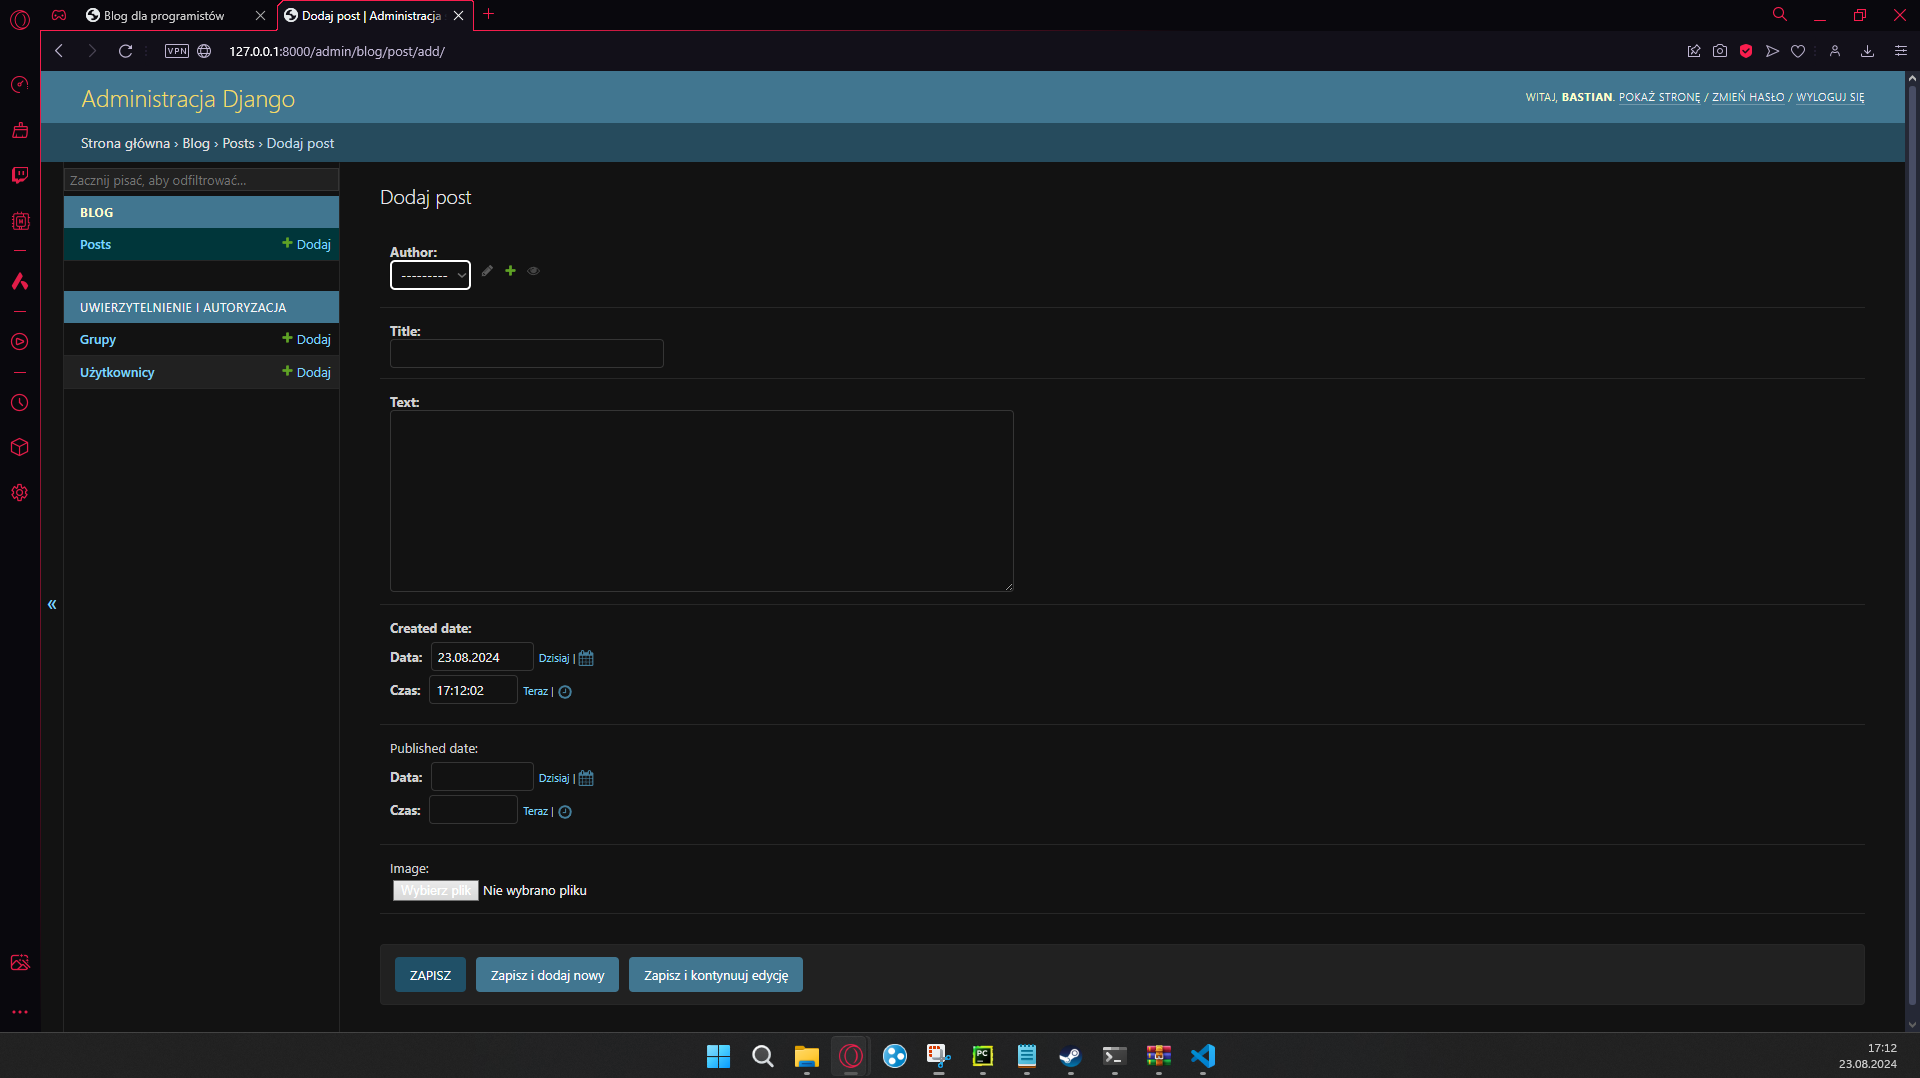 Blog dla programistów
Dodaj post | Administracja
VPN
127.0.0.1:8000/admin/blog/post/add/
Administracja Django
WITAJ, BASTIAN. POKAŻ STRONĘ / ZMIEŃ HASŁO / WYLOGUJ SIĘ
Strona główna › Blog › Posts › Dodaj post
Zacznij pisać, aby odfiltrować...
BLOG
Posts
Dodaj
UWIERZYTELNIENIE I AUTORYZACJA
Grupy
Dodaj
Użytkownicy
Dodaj
«
Dodaj post
Author:
---------
Title:
Text:
Created date:
Data: 23.08.2024 Dzisiaj |
Czas: 17:12:02 Teraz |
Published date:
Data: Dzisiaj |
Czas: Teraz |
Image:
Wybierz plik Nie wybrano pliku
ZAPISZ
Zapisz i dodaj nowy
Zapisz i kontynuuj edycję
PC
17:12
23.08.2024